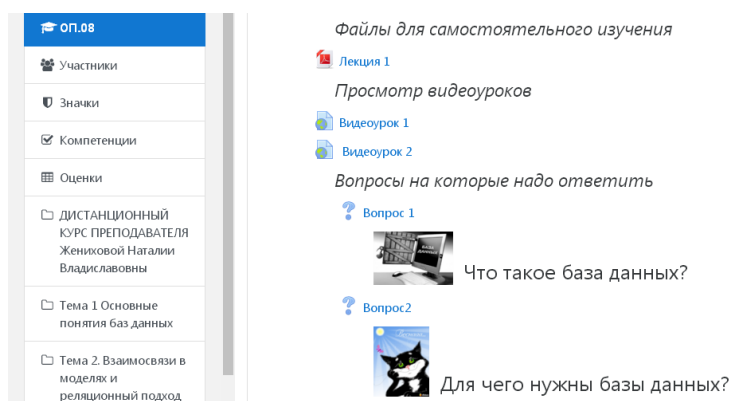 ОП.08
Участники
Значки
Компетенции
Оценки
ДИСТАНЦИОННЫЙ
КУРС ПРЕПОДАВАТЕЛЯ
Жениховой Наталии
Владиславовны
Тема 1 Основные
понятия баз данных
Тема 2. Взаимосвязи в
моделях и
реляционный подход
Файлы для самостоятельного изучения
Лекция 1
Просмотр видеоуроков
Видеоурок 1
Видеоурок 2
Вопросы на которые надо ответить
Вопрос 1
БАЗА
ДАННЫХ
Что такое база данных?
Вопрос2
Для чего нужны базы данных?